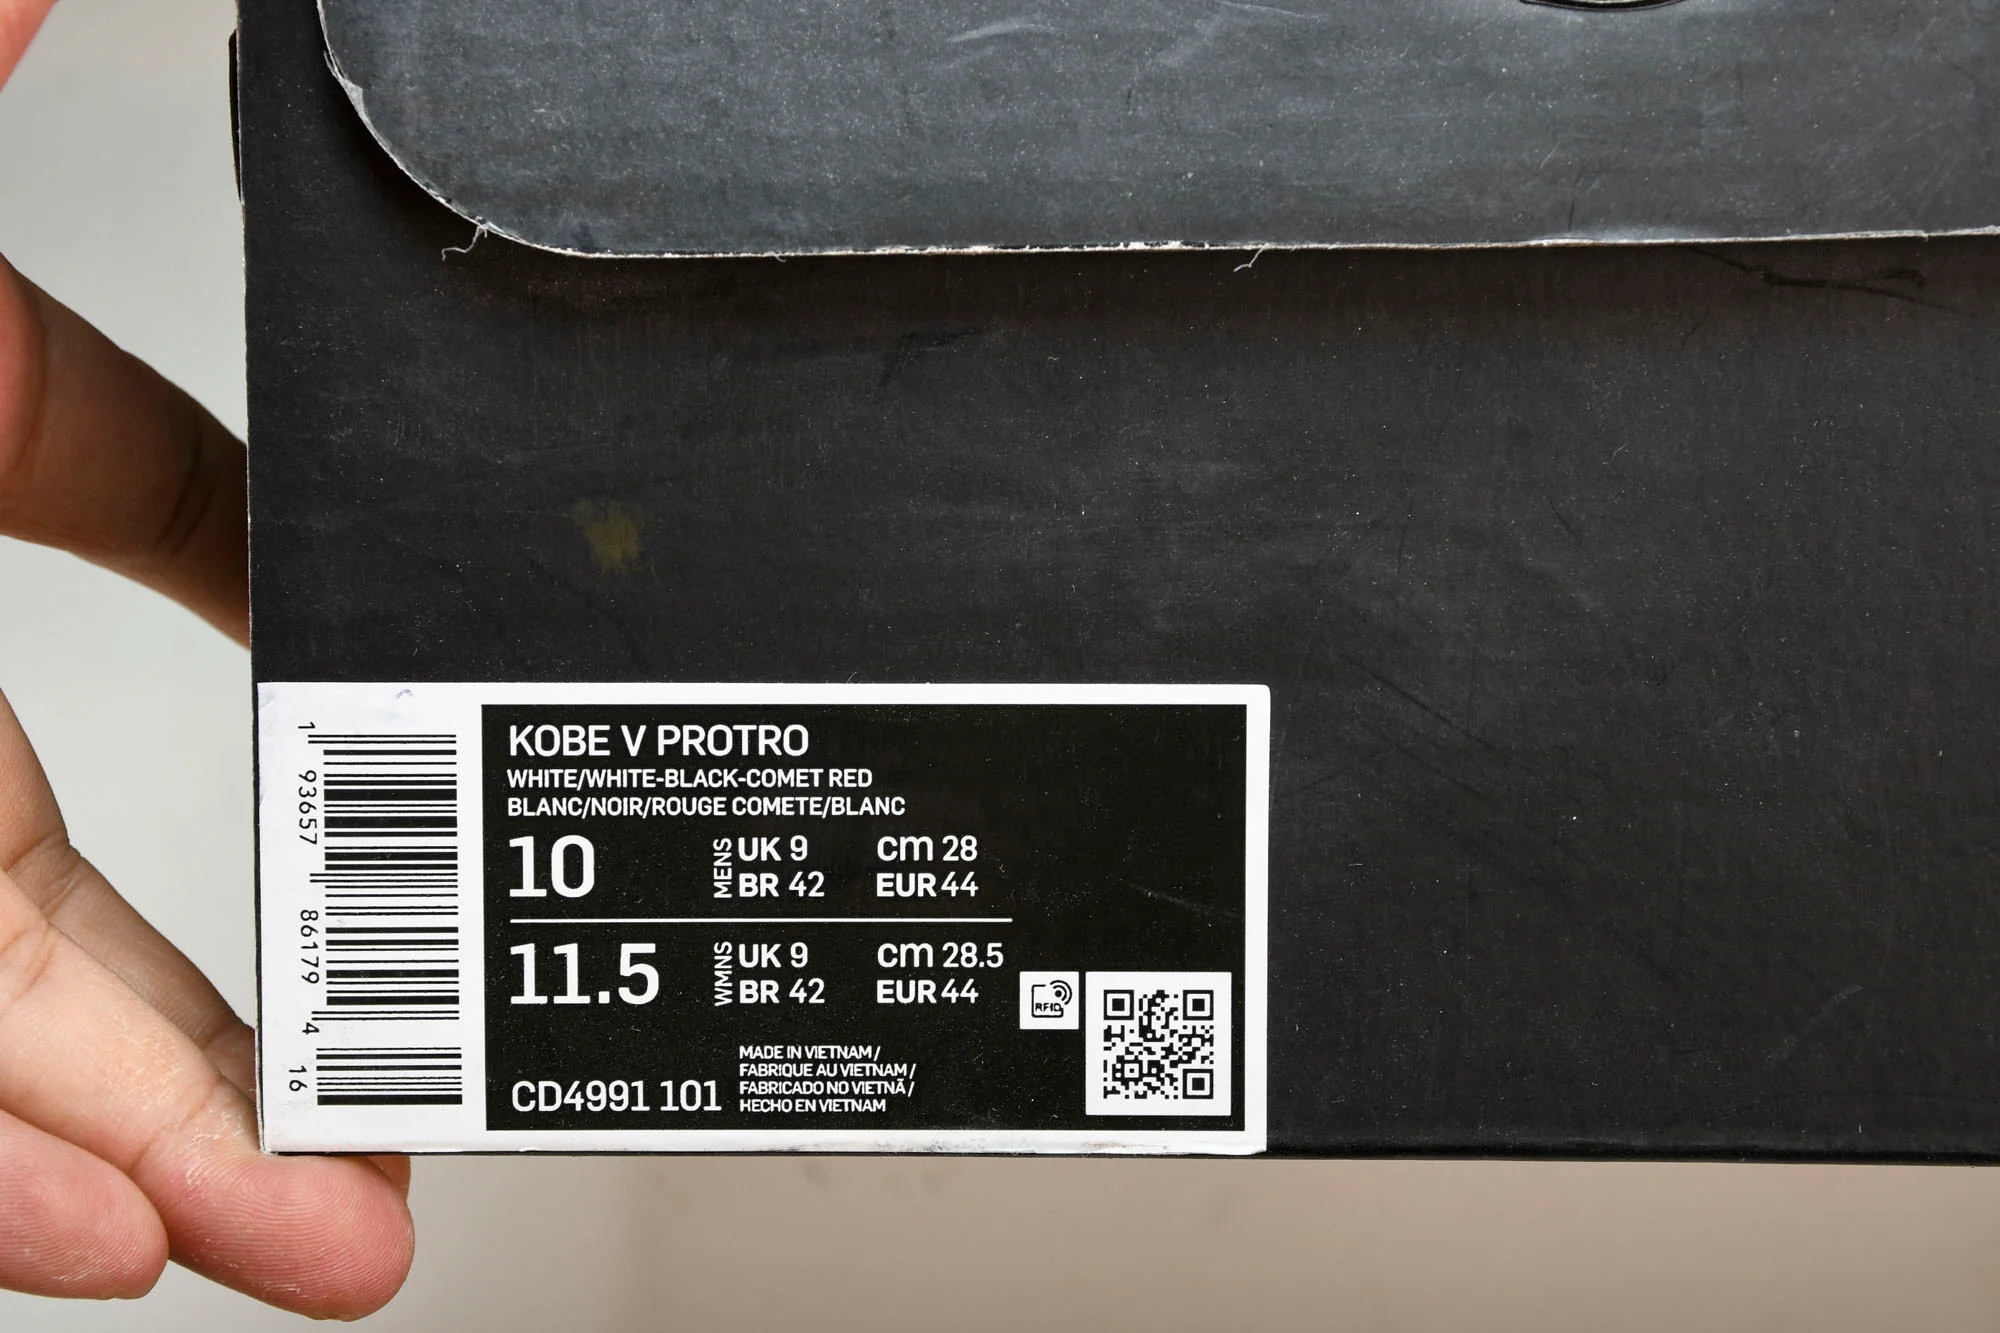 1 93657 86179 4 16
KOBE V PROTRO
WHITE/WHITE-BLACK-COMET RED
BLANC/NOIR/ROUGE COMETE/BLANC
10 MENS UK 9 cm 28
BR 42 EUR 44
11.5 WMNS UK 9 cm 28.5
BR 42 EUR 44
RFID
CD4991 101
MADE IN VIETNAM /
FABRIQUE AU VIETNAM /
FABRICADO NO VIETNÃ /
HECHO EN VIETNAM